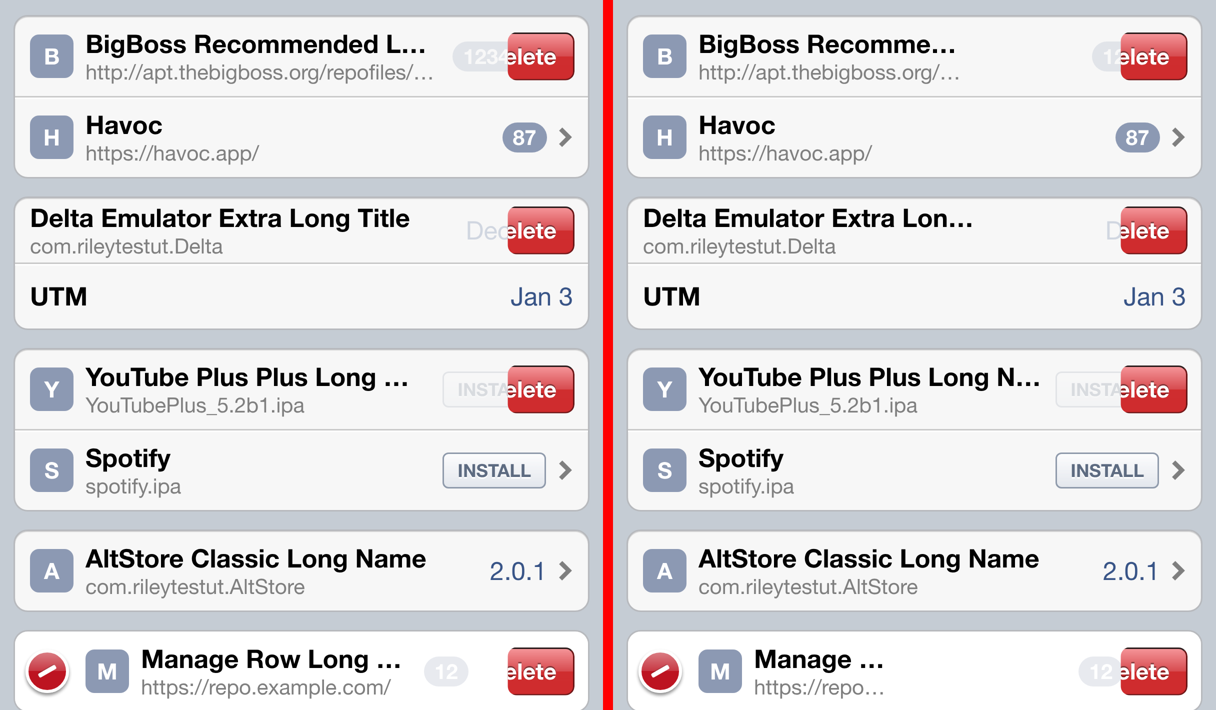 B
BigBoss Recommended L...
http://apt.thebigboss.org/repofiles/...
1234
elete
H
Havoc
https://havoc.app/
87
Delta Emulator Extra Long Title
com.rileytestut.Delta
Dec
elete
UTM
Jan 3
Y
YouTube Plus Plus Long ...
YouTubePlus_5.2b1.ipa
INSTA
elete
S
Spotify
spotify.ipa
INSTALL
A
AltStore Classic Long Name
com.rileytestut.AltStore
2.0.1
M
Manage Row Long ...
https://repo.example.com/
12
elete
B
BigBoss Recomme...
http://apt.thebigboss.org/...
12
elete
H
Havoc
https://havoc.app/
87
Delta Emulator Extra Lon...
com.rileytestut.Delta
D
elete
UTM
Jan 3
Y
YouTube Plus Plus Long N...
YouTubePlus_5.2b1.ipa
INSTA
elete
S
Spotify
spotify.ipa
INSTALL
A
AltStore Classic Long Name
com.rileytestut.AltStore
2.0.1
M
Manage ...
https://repo...
12
elete